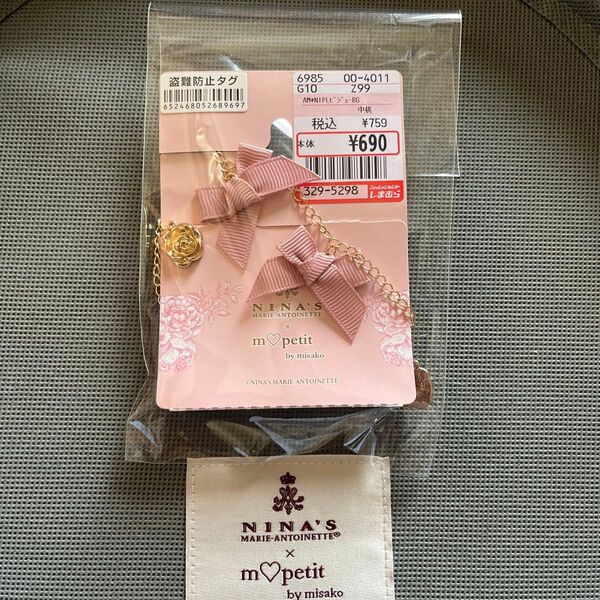 盗難防止タグ
652468052689697
6985 00-4011
G10 Z99
中桃
税込 ¥759
本体 ¥690
329-5298
しまむら
NINA'S
MARIE-ANTOINETTE
×
m♡petit
by misako
©NINA'S MARIE-ANTOINETTE
NINA'S
MARIE-ANTOINETTE®
×
m♡petit
by misako